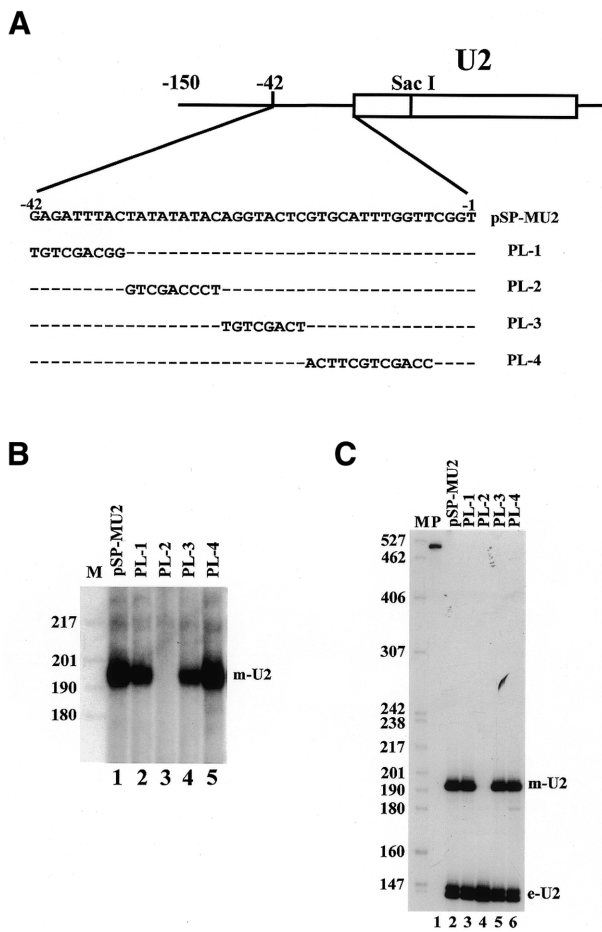 A
U2
-150 -42 Sac I
-42 -1
GAGATTTACTATATATACAGGTACTCGTGCATTTGGTTCGGT pSP-MU2
TGTCGACGG--------------------------------- PL-1
---------GTCGACCCT------------------------ PL-2
------------------TGTCGACT---------------- PL-3
--------------------------ACTTCGTCGACC---- PL-4
B
M pSP-MU2 PL-1 PL-2 PL-3 PL-4
217
201
190
180
m-U2
1 2 3 4 5
C
M P pSP-MU2 PL-1 PL-2 PL-3 PL-4
527
462
406
307
242
238
217
201
190
180
160
147
m-U2
e-U2
1 2 3 4 5 6